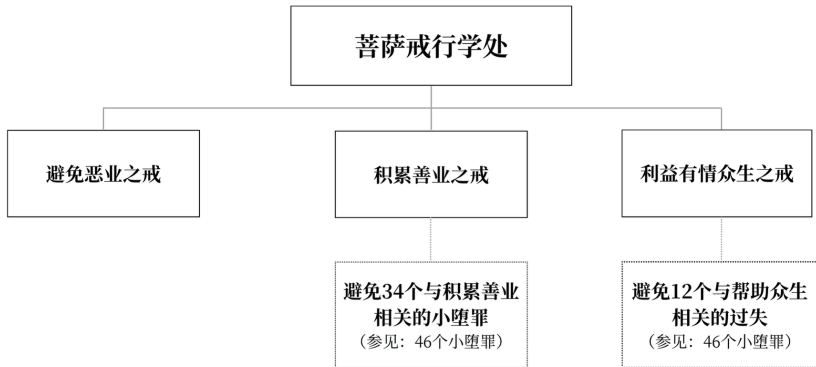 菩萨戒行学处
避免恶业之戒
积累善业之戒
利益有情众生之戒
避免34个与积累善业
相关的小堕罪
（参见：46个小堕罪）
避免12个与帮助众生
相关的过失
（参见：46个小堕罪）